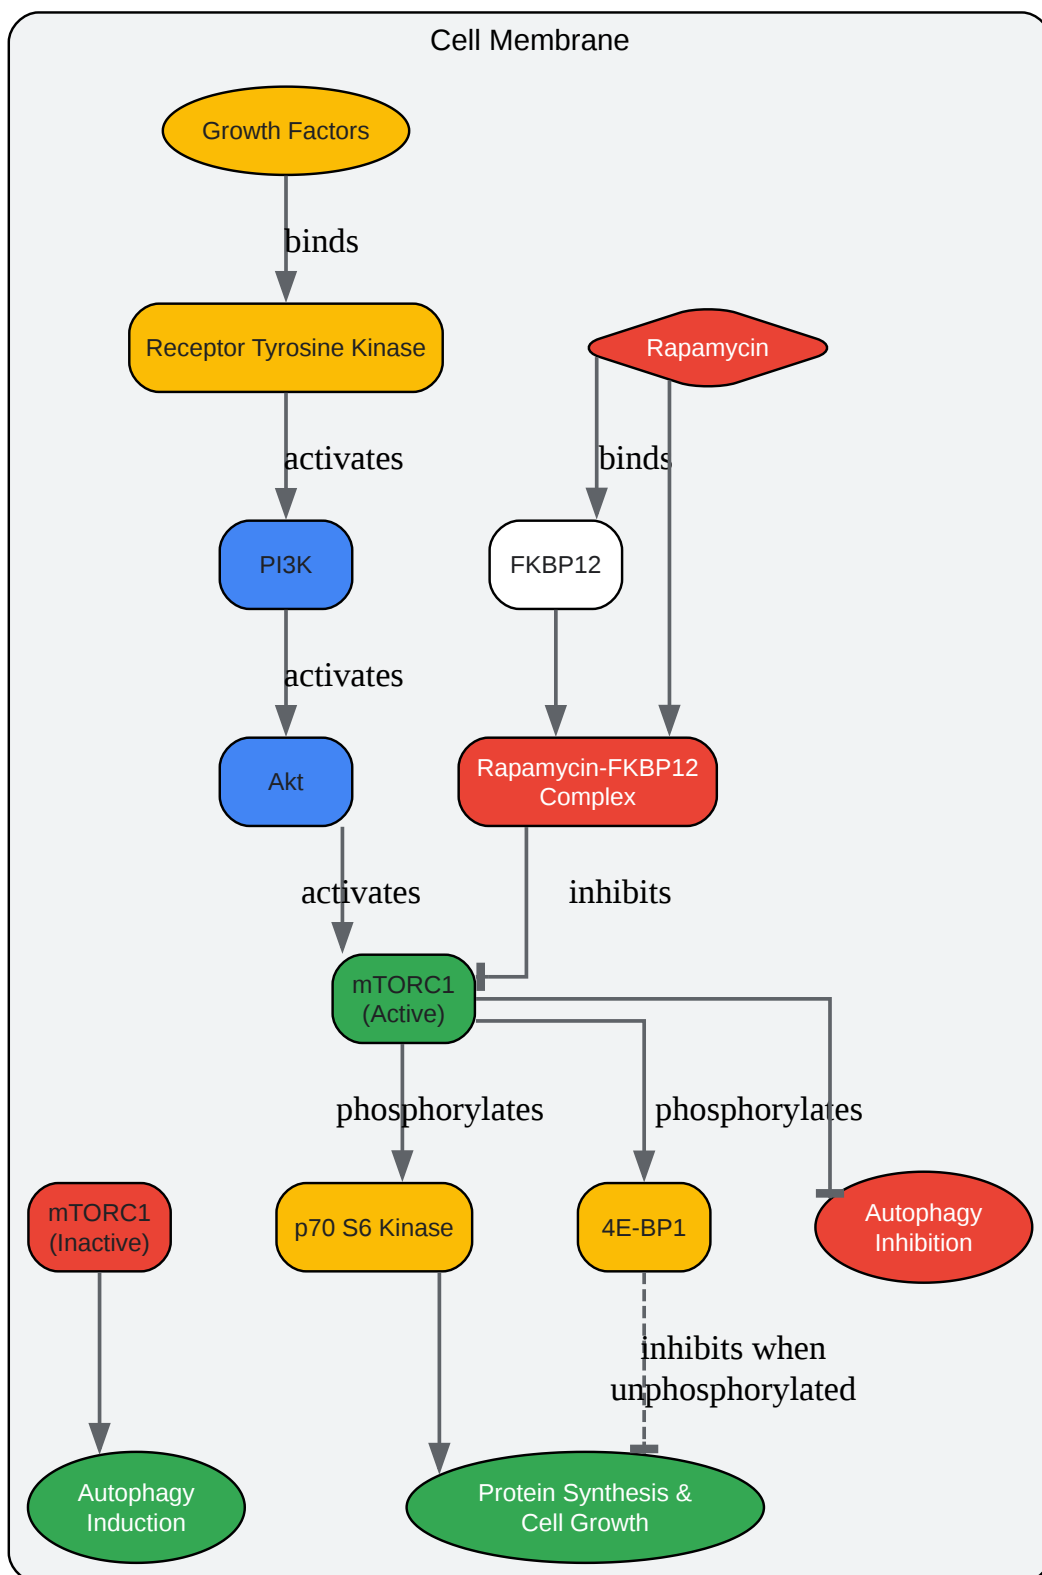 Cell Membrane
Growth Factors
binds
Receptor Tyrosine Kinase
Rapamycin
activates
binds
PI3K
FKBP12
activates
Akt
Rapamycin-FKBP12
Complex
activates
inhibits
mTORC1
(Active)
phosphorylates
phosphorylates
mTORC1
(Inactive)
p70 S6 Kinase
4E-BP1
Autophagy
Inhibition
inhibits when
unphosphorylated
Autophagy
Induction
Protein Synthesis &
Cell Growth